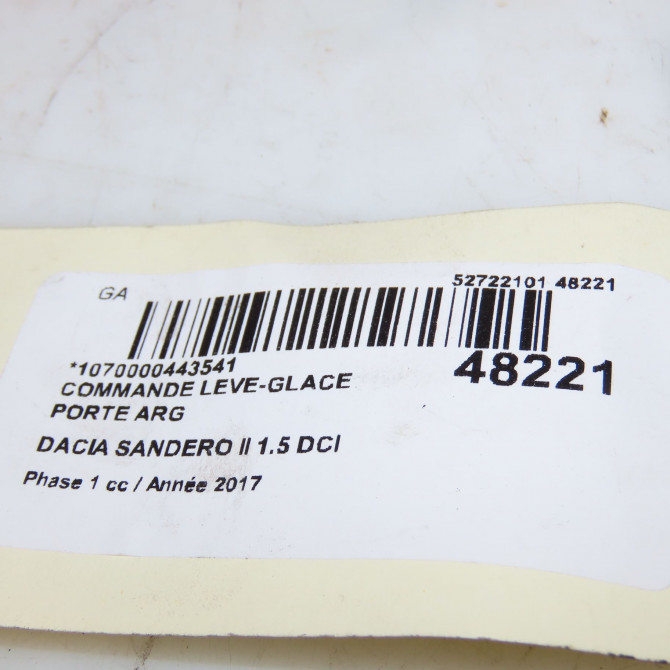 GA
52722101 48221
*1070000443541
48221
COMMANDE LEVE-GLACE
PORTE ARG
DACIA SANDERO II 1.5 DCI
Phase 1 cc / Année 2017